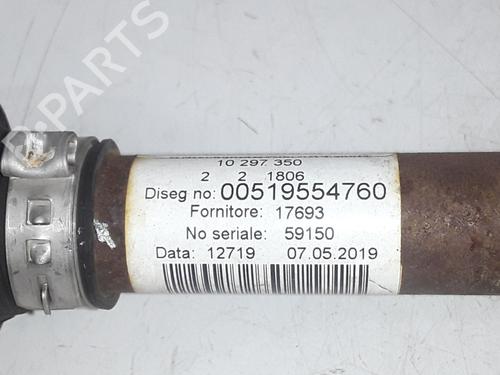 10 297 350
2 2 1806
Diseg no: 00519554760
Fornitore: 17693
No seriale: 59150
Data: 12719 07.05.2019